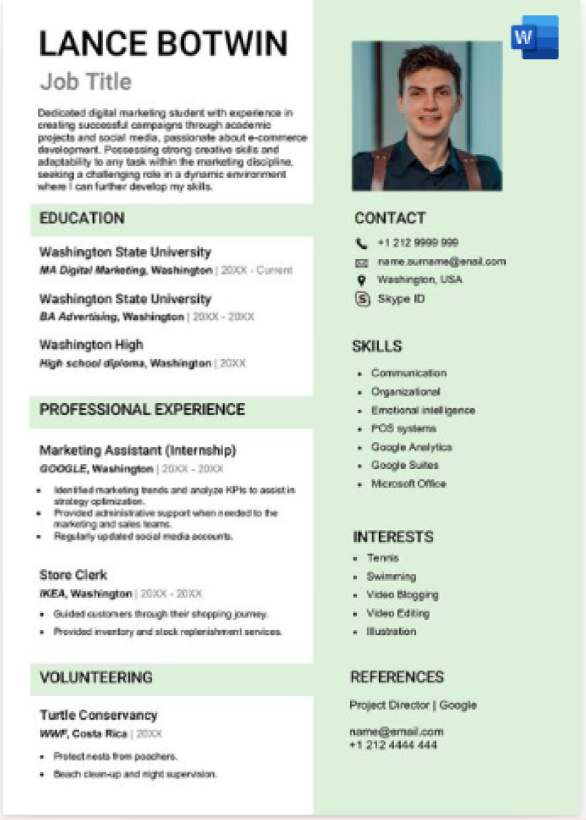 LANCE BOTWIN
Job Title
Dedicated digital marketing student with experience in
creating successful campaigns through academic
projects and social media, passionate about e-commerce
development. Possessing strong creative skills and
adaptability to any task within the marketing discipline,
seeking a challenging role in a dynamic environment
where I can further develop my skills.
EDUCATION
Washington State University
MA Digital Marketing, Washington | 20XX - Current
Washington State University
BA Advertising, Washington | 20XX - 20XX
Washington High
High school diploma, Washington | 20XX
PROFESSIONAL EXPERIENCE
Marketing Assistant (Internship)
GOOGLE, Washington | 20XX - 20XX
• Identified marketing trends and analyze KPIs to assist in
strategy optimization.
• Provided administrative support when needed to the
marketing and sales teams.
• Regularly updated social media accounts.
Store Clerk
IKEA, Washington | 20XX - 20XX
• Guided customers through their shopping journey.
• Provided inventory and stock replenishment services.
VOLUNTEERING
Turtle Conservancy
WWF, Costa Rica | 20XX
• Protect nests from poachers.
• Beach clean-up and night supervision.
W
CONTACT
+1 212 9999 999
name.surname@enail.com
Washington, USA
Skype ID
SKILLS
• Communication
• Organizational
• Emotional intelligence
• POS systems
• Google Analytics
• Google Suites
• Microsoft Office
INTERESTS
• Tennis
• Swimming
• Video Blogging
• Video Editing
• Illustration
REFERENCES
Project Director | Google
name@email.com
+1 212 4444 444